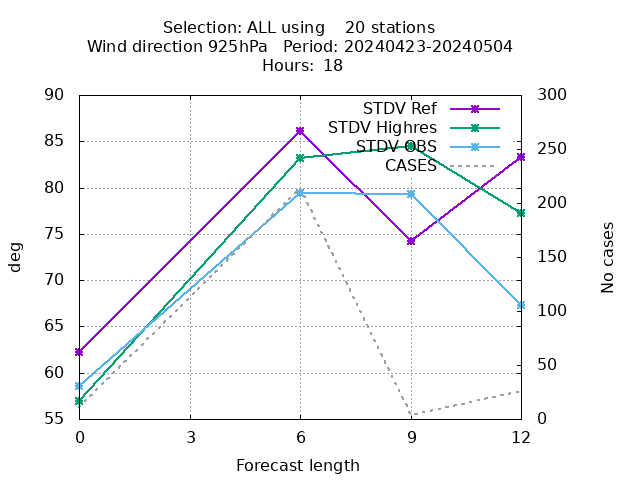 Selection: ALL using    20 stations
Wind direction 925hPa   Period: 20240423-20240504
Hours: 18
90
85
80
75
70
65
60
55
300
250
200
150
100
50
0
STDV Ref
STDV Highres
STDV OBS
CASES
deg
No cases
0 3 6 9 12
Forecast length